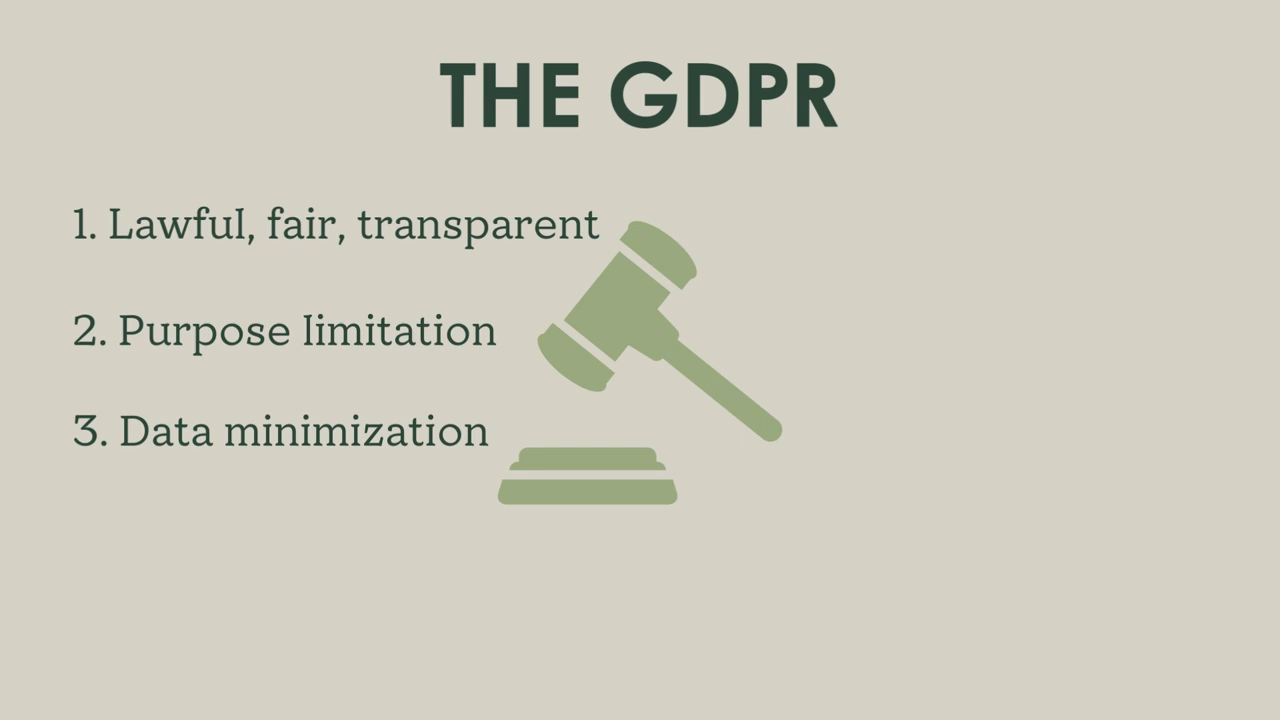 THE GDPR
1. Lawful, fair, transparent
2. Purpose limitation
3. Data minimization